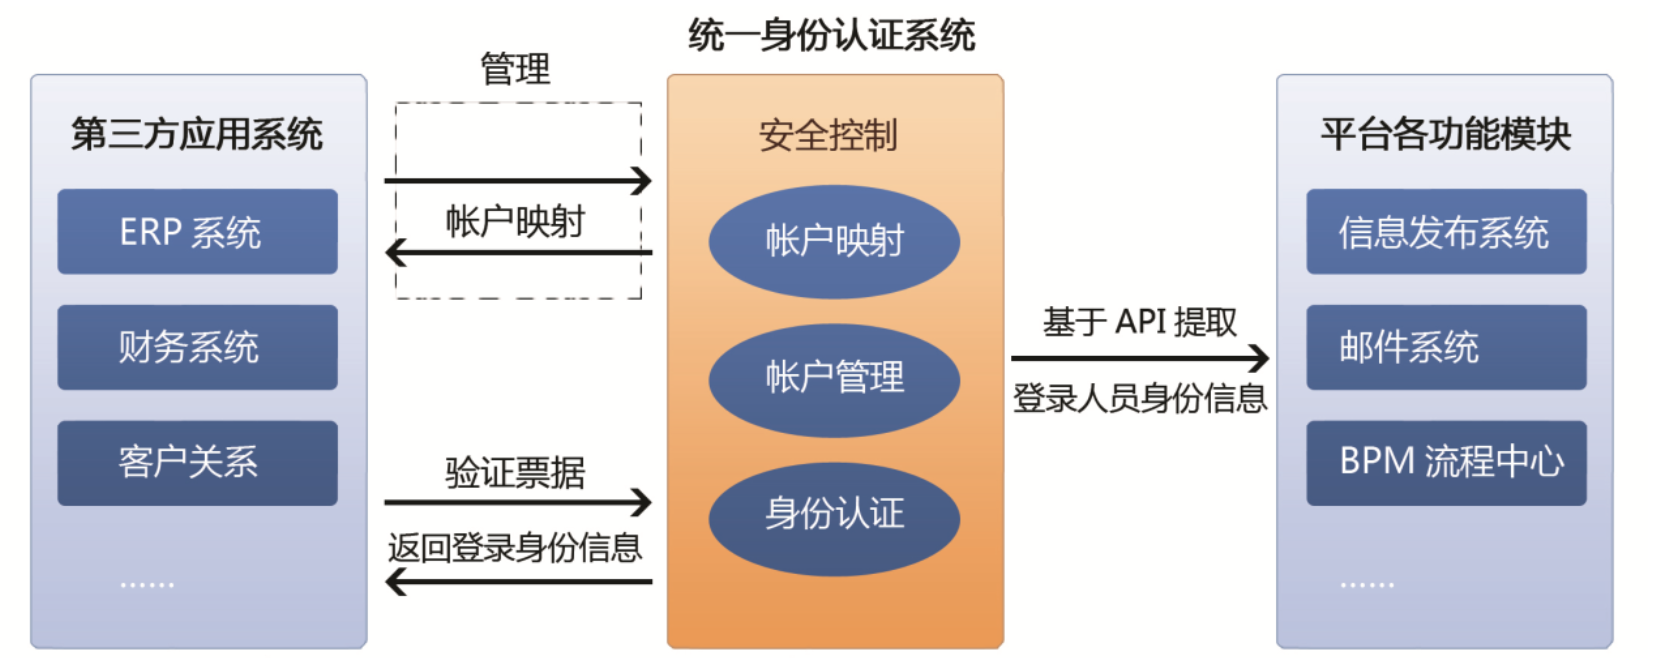 统一身份认证系统
管理
第三方应用系统
ERP 系统
财务系统
客户关系
......
帐户映射
验证票据
返回登录身份信息
安全控制
帐户映射
帐户管理
身份认证
基于 API 提取
登录人员身份信息
平台各功能模块
信息发布系统
邮件系统
BPM 流程中心
......